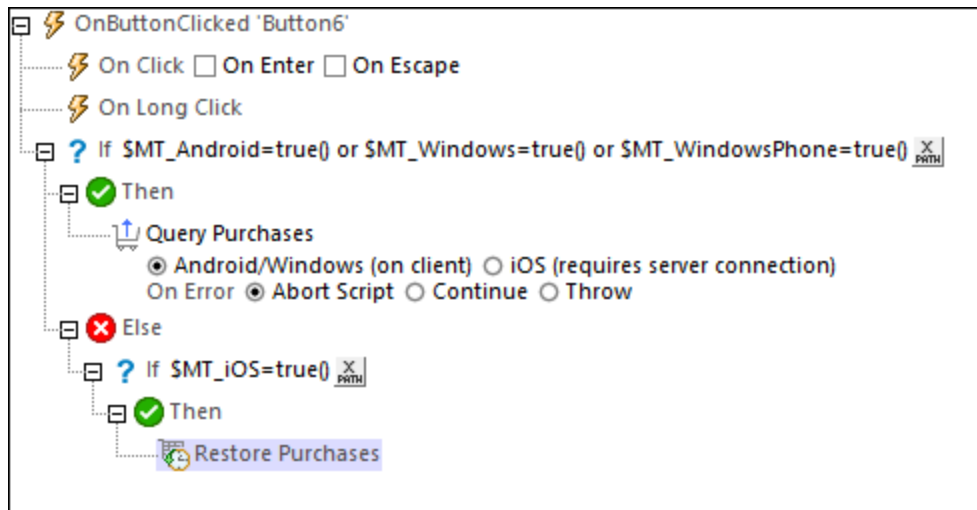 OnButtonClicked 'Button6'
On Click On Enter On Escape
On Long Click
If $MT_Android=true() or $MT_Windows=true() or $MT_WindowsPhone=true() X PATH
Then
Query Purchases
Android/Windows (on client) iOS (requires server connection)
On Error Abort Script Continue Throw
Else
If $MT_iOS=true() X PATH
Then
Restore Purchases